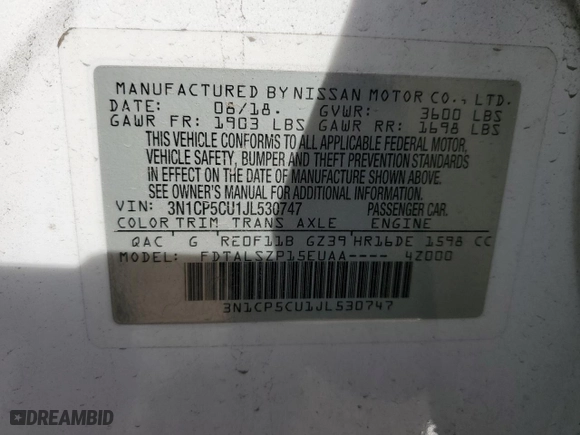 MANUFACTURED BY NISSAN MOTOR CO., LTD.
DATE: 06/18. GVWR: 3600 LBS
GAWR FR: 1903 LBS GAWR RR: 1698 LBS
THIS VEHICLE CONFORMS TO ALL APPLICABLE FEDERAL MOTOR
VEHICLE SAFETY, BUMPER AND THEFT PREVENTION STANDARDS
IN EFFECT ON THE DATE OF MANUFACTURE SHOWN ABOVE.
SEE OWNER'S MANUAL FOR ADDITIONAL INFORMATION.
VIN: 3N1CP5CU1JL530747 PASSENGER CAR.
COLOR TRIM TRANS AXLE ENGINE
QAC G RE0F11B GZ39 HR16DE 1598 CC
MODEL: FDTALSZP15EUAA---- 4Z000
3N1CP5CU1JL530747
DREAMBID